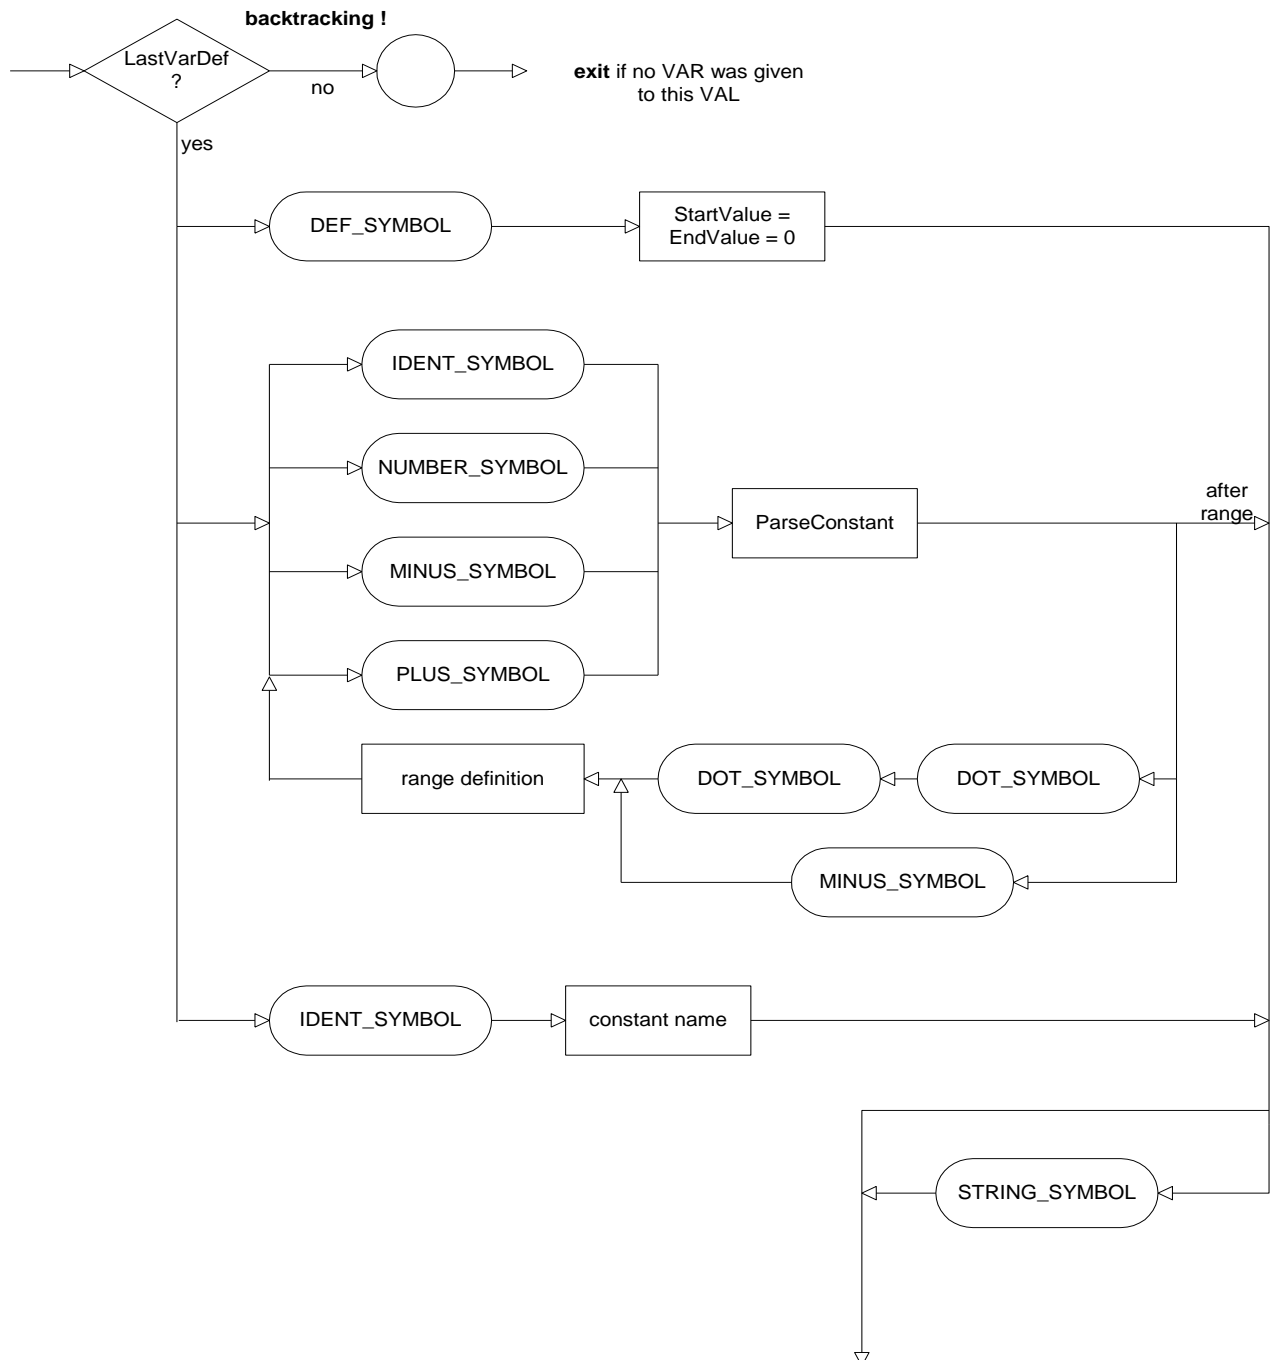 backtracking !
LastVarDef
?
no
exit if no VAR was given
to this VAL
yes
DEF_SYMBOL
StartValue =
EndValue = 0
IDENT_SYMBOL
NUMBER_SYMBOL
MINUS_SYMBOL
PLUS_SYMBOL
ParseConstant
after
range
range definition
DOT_SYMBOL
DOT_SYMBOL
MINUS_SYMBOL
IDENT_SYMBOL
constant name
STRING_SYMBOL